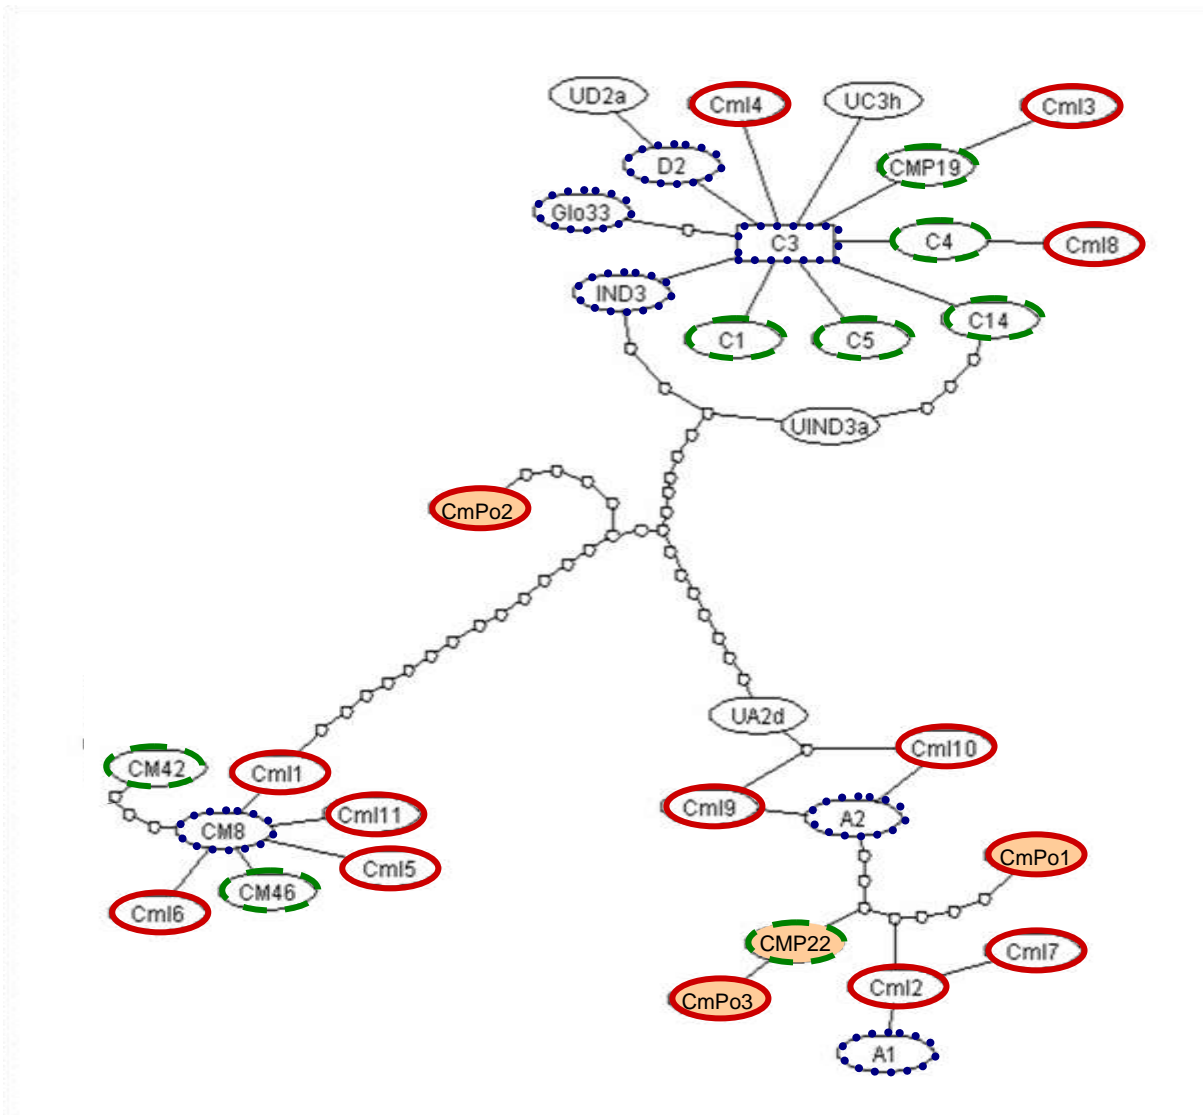 UD2a
CmI4
UC3h
CmI3
D2
CMP19
Glo33
C3
C4
CmI8
IND3
C14
C1
C5
UIND3a
CmPo2
UA2d
CmI10
CM42
CmI1
CmI9
A2
CmI11
CM8
CmPo1
CmI5
CM46
CmI6
CMP22
CmI7
CmI2
CmPo3
A1